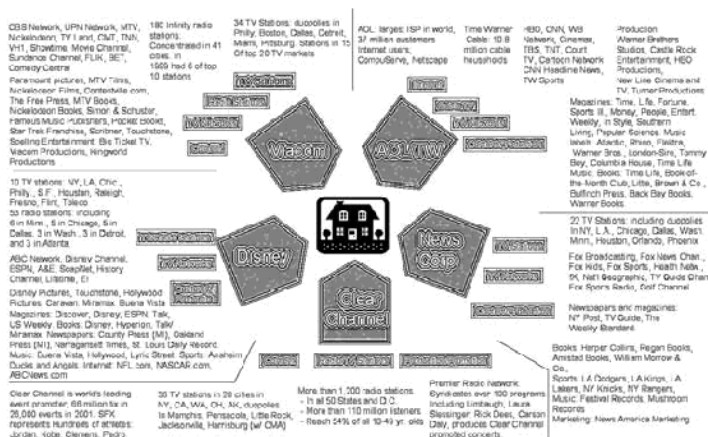 CBS Network, UPN Network, MTV,
Nickelodeon, TV Land, CMT, TNN,
VH1, Showtime, Movie Channel,
Sundance Channel, FLIX, BET,
Comedy Central
Paramount pictures, MTV Films,
Nickelodeon Films, Contentville.com,
The Free Press, MTV Books,
Nickelodeon Books, Simon & Schuster,
Famous Music Publishers, Pocket Books,
Star Trek Franchise, Scribner, Touchstone,
Spelling Entertainment, Big Ticket TV,
Viacom Productions, Kingworld
Productions
180 Infinity radio
stations:
Concentrated in 41
cities. In
1999 had 6 of top
10 stations
34 TV Stations: duopolies in
Philly, Boston, Dallas, Detroit,
Miami, Pittsburg. Stations in 15
Of top 20 TV markets
AOL: largest ISP in world,
37 million customers
Internet users,
CompuServe, Netscape
Time Warner
Cable: 10.8
million cable
households
HBO, CNN, WB
Network, Cinemax,
TBS, TNT, Court
TV, Cartoon Network
CNN Headline News,
TW Sports
Production
Warner Brothers
Studios, Castle Rock
Entertainment, HBO
Productions,
New Line Cinema and
TV, Turner Productions
Magazines: Time, Life, Fortune,
Sports Ill., Money, People, Entert.
Weekly, In Style, Southern
Living, Popular Science. Music
labels: Atlantic, Rhino, Elektra,
Warner Bros., London-Sire, Tommy
Boy, Columbia House, Time Life
Music. Books: Time Life, Book-of-
the-Month Club, Little, Brown & Co.,
Bulfinch Press, Back Bay Books,
Warner Books.
Viacom
AOL/TW
10 TV stations: NY, LA, Chic.,
Philly, S.F., Houston, Raleigh,
Fresno, Flint, Toledo
55 radio stations: including
6 in Minn., 5 in Chicago, 5 in
Dallas, 3 in Wash., 3 in Detroit,
and 3 in Atlanta
ABC Network, Disney Channel,
ESPN, A&E, SoapNet, History
Channel, Lifetime, E!
Disney Pictures, Touchstone, Hollywood
Pictures, Caravan, Miramax, Buena Vista
Magazines: Discover, Disney, ESPN, Talk,
US Weekly. Books: Disney, Hyperion, Talk/
Miramax. Newspapers: County Press (MI), Oakland
Press (MI), Narragansett Times, St. Louis Daily Record.
Music: Buena Vista, Hollywood, Lyric Street. Sports: Anaheim
Ducks and Angels. Internet: NFL.com, NASCAR.com,
ABCNews.com
Disney
News
Corp
Clear
Channel
22 TV Stations: including duopolies
In NY, L.A., Chicago, Dallas, Wash.
Minn., Houston, Orlando, Phoenix
Fox Broadcasting, Fox News Chan.,
Fox Kids, Fox Sports, Health Netw.,
FX, Nat'l Geographic, TV Guide Chan
Fox Sports Radio, Golf Channel
Newspapers and magazines:
NY Post, TV Guide, The
Weekly Standard
Books: Harper Collins, Regan Books,
Amistad Books, William Morrow &
Co.,
Sports: LA Dodgers, LA Kings, LA
Lakers, NY Knicks, NY Rangers,
Music: Festival Records, Mushroom
Records
Marketing: News America Marketing
Clear Channel is world's leading
event promoter; 66 million fix in
26,000 everts in 2001. SFX
represents Hundreds of athletes:
Jordan, Kobe, Clemens, Pedro,
36 TV stations in 28 cities in
NY, CA, WA, OH, AK, duopolies
In Memphis, Pensacola, Little Rock,
Jacksonville, Harrisburg (w/ CMA)
More than 1,200 radio stations
- In all 50 States and D.C.
- More than 110 million listeners
- Reach 54% of all 18-49 yr. olds
Premier Radio Network
Syndicates over 100 programs
Including Limbaugh, Laura
Slessinger, Rick Dees, Carson
Daly, produces Clear Channel
promoted concerts.